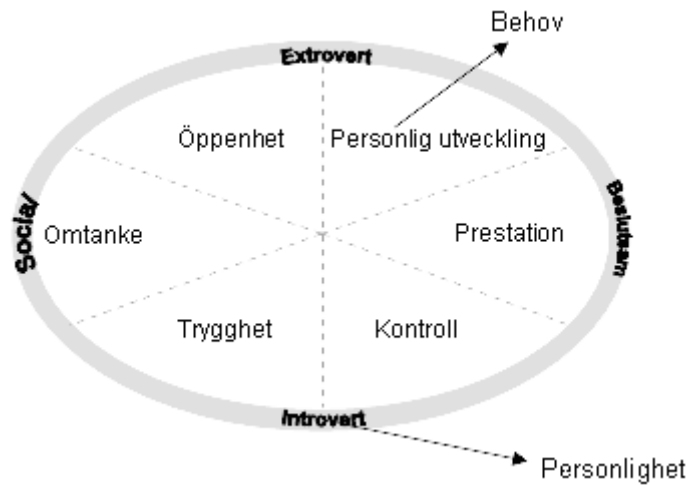 Behov
Extrovert
Öppenhet
Personlig utveckling
Social
Omtanke
Prestation
Beslutsam
Trygghet
Kontroll
Introvert
Personlighet